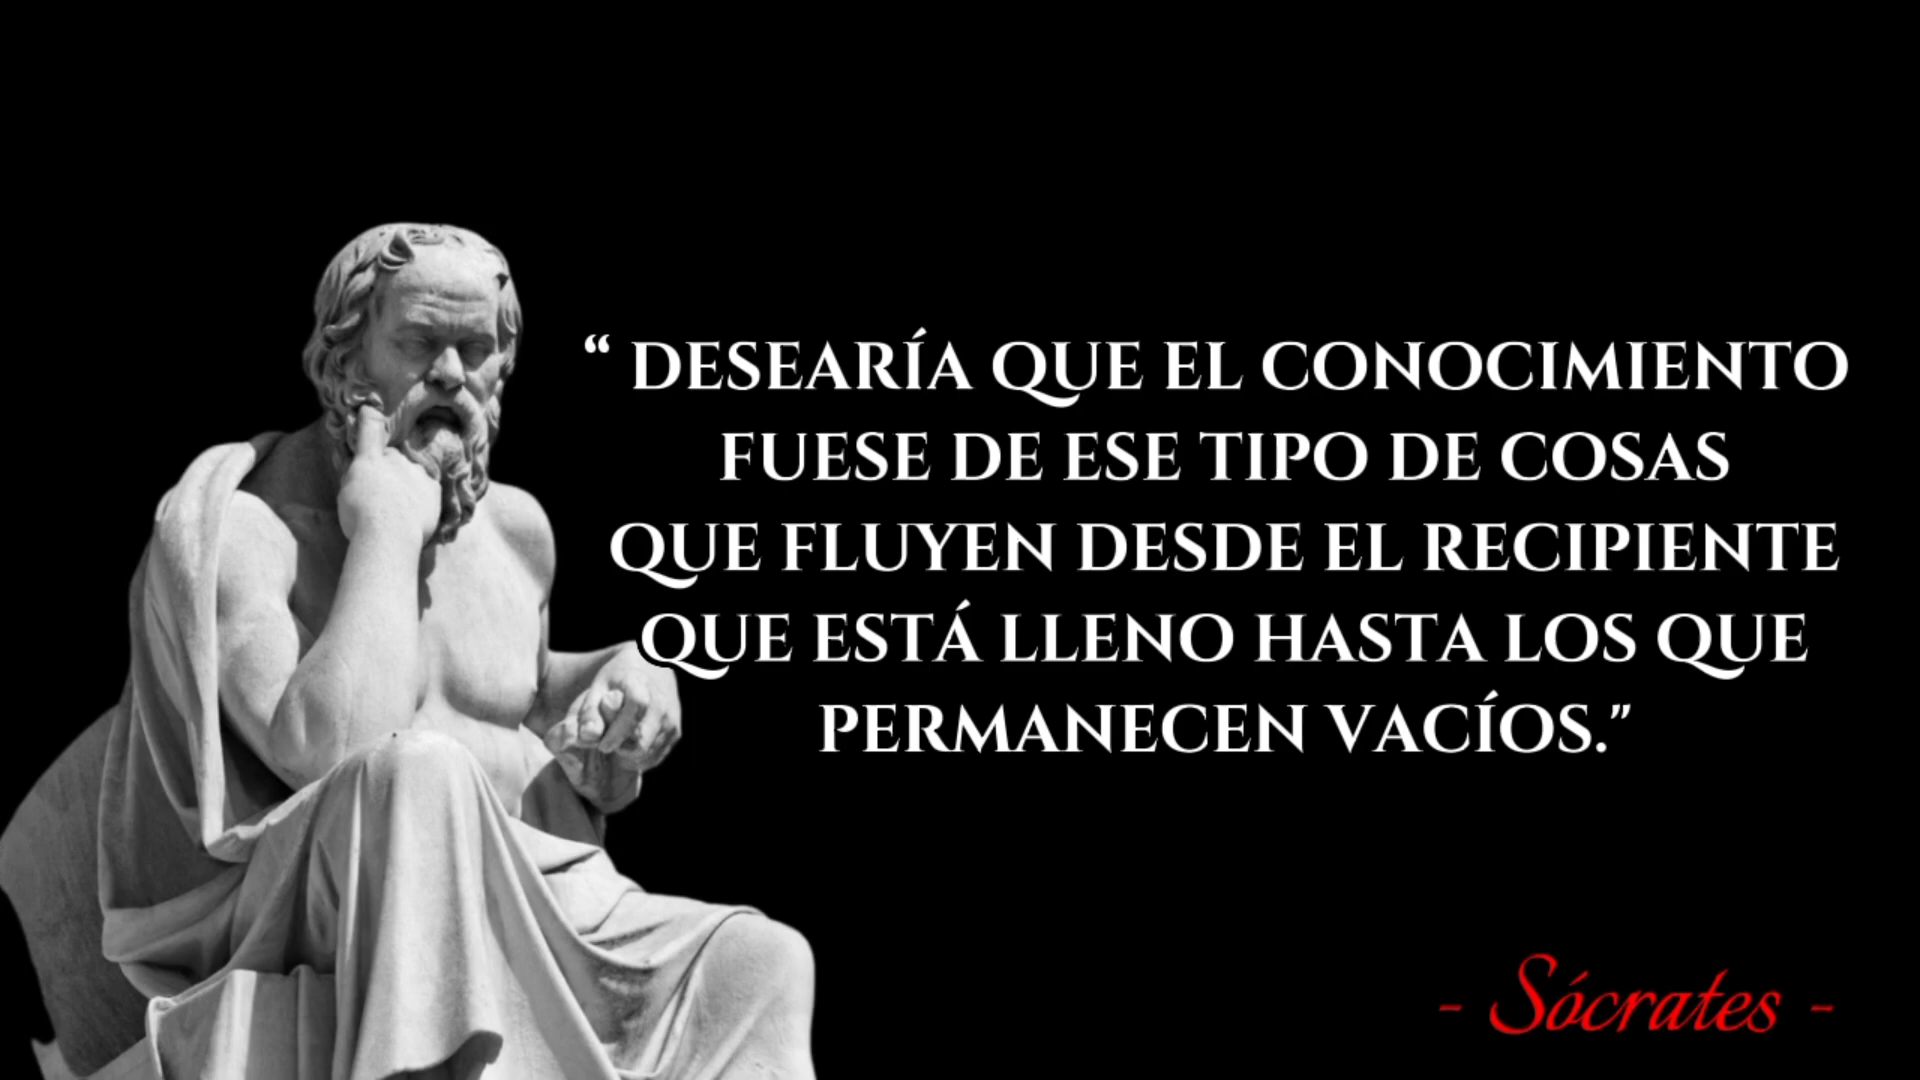 “ DESEARÍA QUE EL CONOCIMIENTO
FUESE DE ESE TIPO DE COSAS
QUE FLUYEN DESDE EL RECIPIENTE
QUE ESTÁ LLENO HASTA LOS QUE
PERMANECEN VACÍOS.”
- Sócrates -